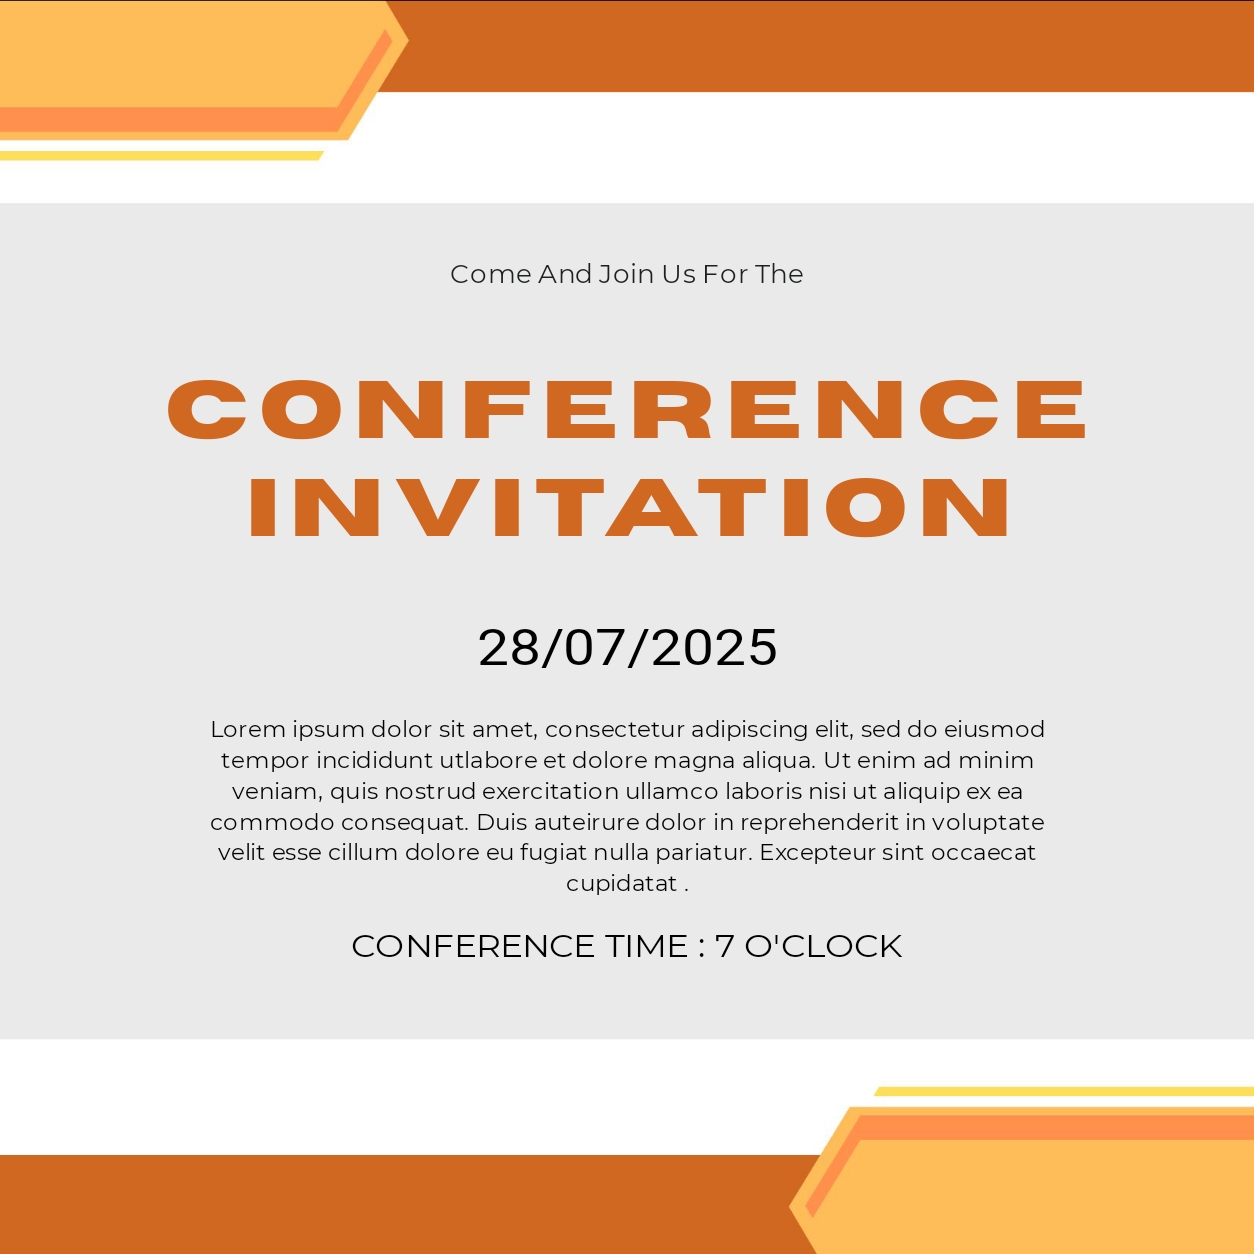 Come And Join Us For The
CONFERENCE
INVITATION
28/07/2025
Lorem ipsum dolor sit amet, consectetur adipiscing elit, sed do eiusmod
tempor incididunt utlabore et dolore magna aliqua. Ut enim ad minim
veniam, quis nostrud exercitation ullamco laboris nisi ut aliquip ex ea
commodo consequat. Duis auteirure dolor in reprehenderit in voluptate
velit esse cillum dolore eu fugiat nulla pariatur. Excepteur sint occaecat
cupidatat .
CONFERENCE TIME : 7 O'CLOCK